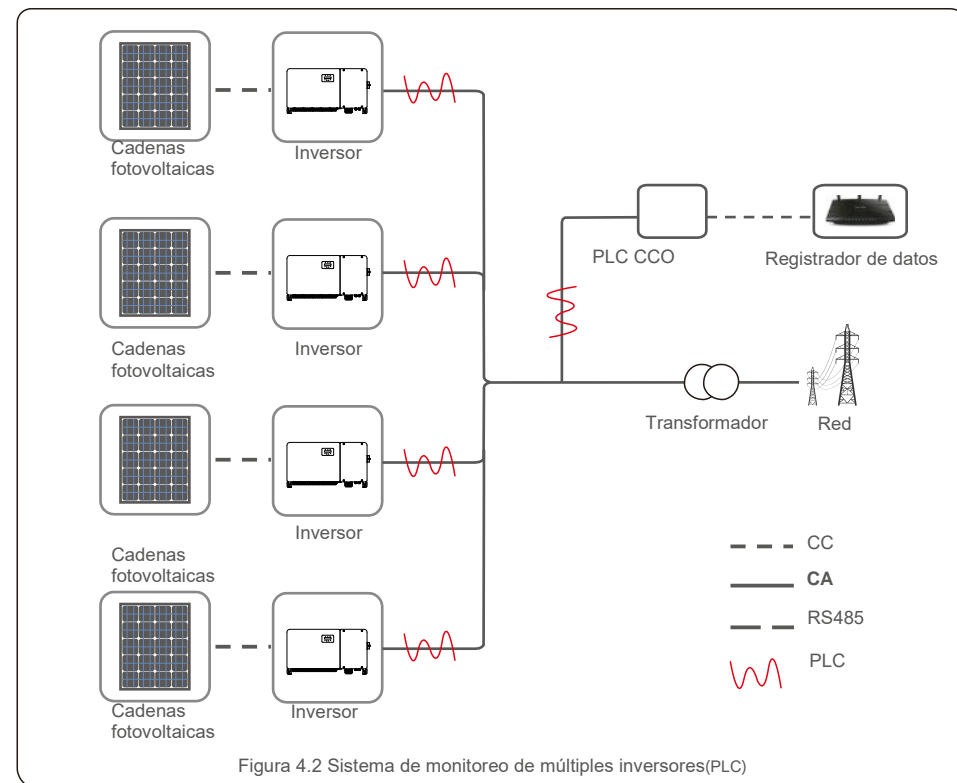 Cadenas
fotovoltaicas
Inversor
Cadenas
fotovoltaicas
Inversor
PLC CCO
Registrador de datos
Transformador
Red
Inversor
Cadenas
fotovoltaicas
CC
CA
RS485
PLC
Cadenas
fotovoltaicas
Inversor
Figura 4.2 Sistema de monitoreo de múltiples inversores(PLC)